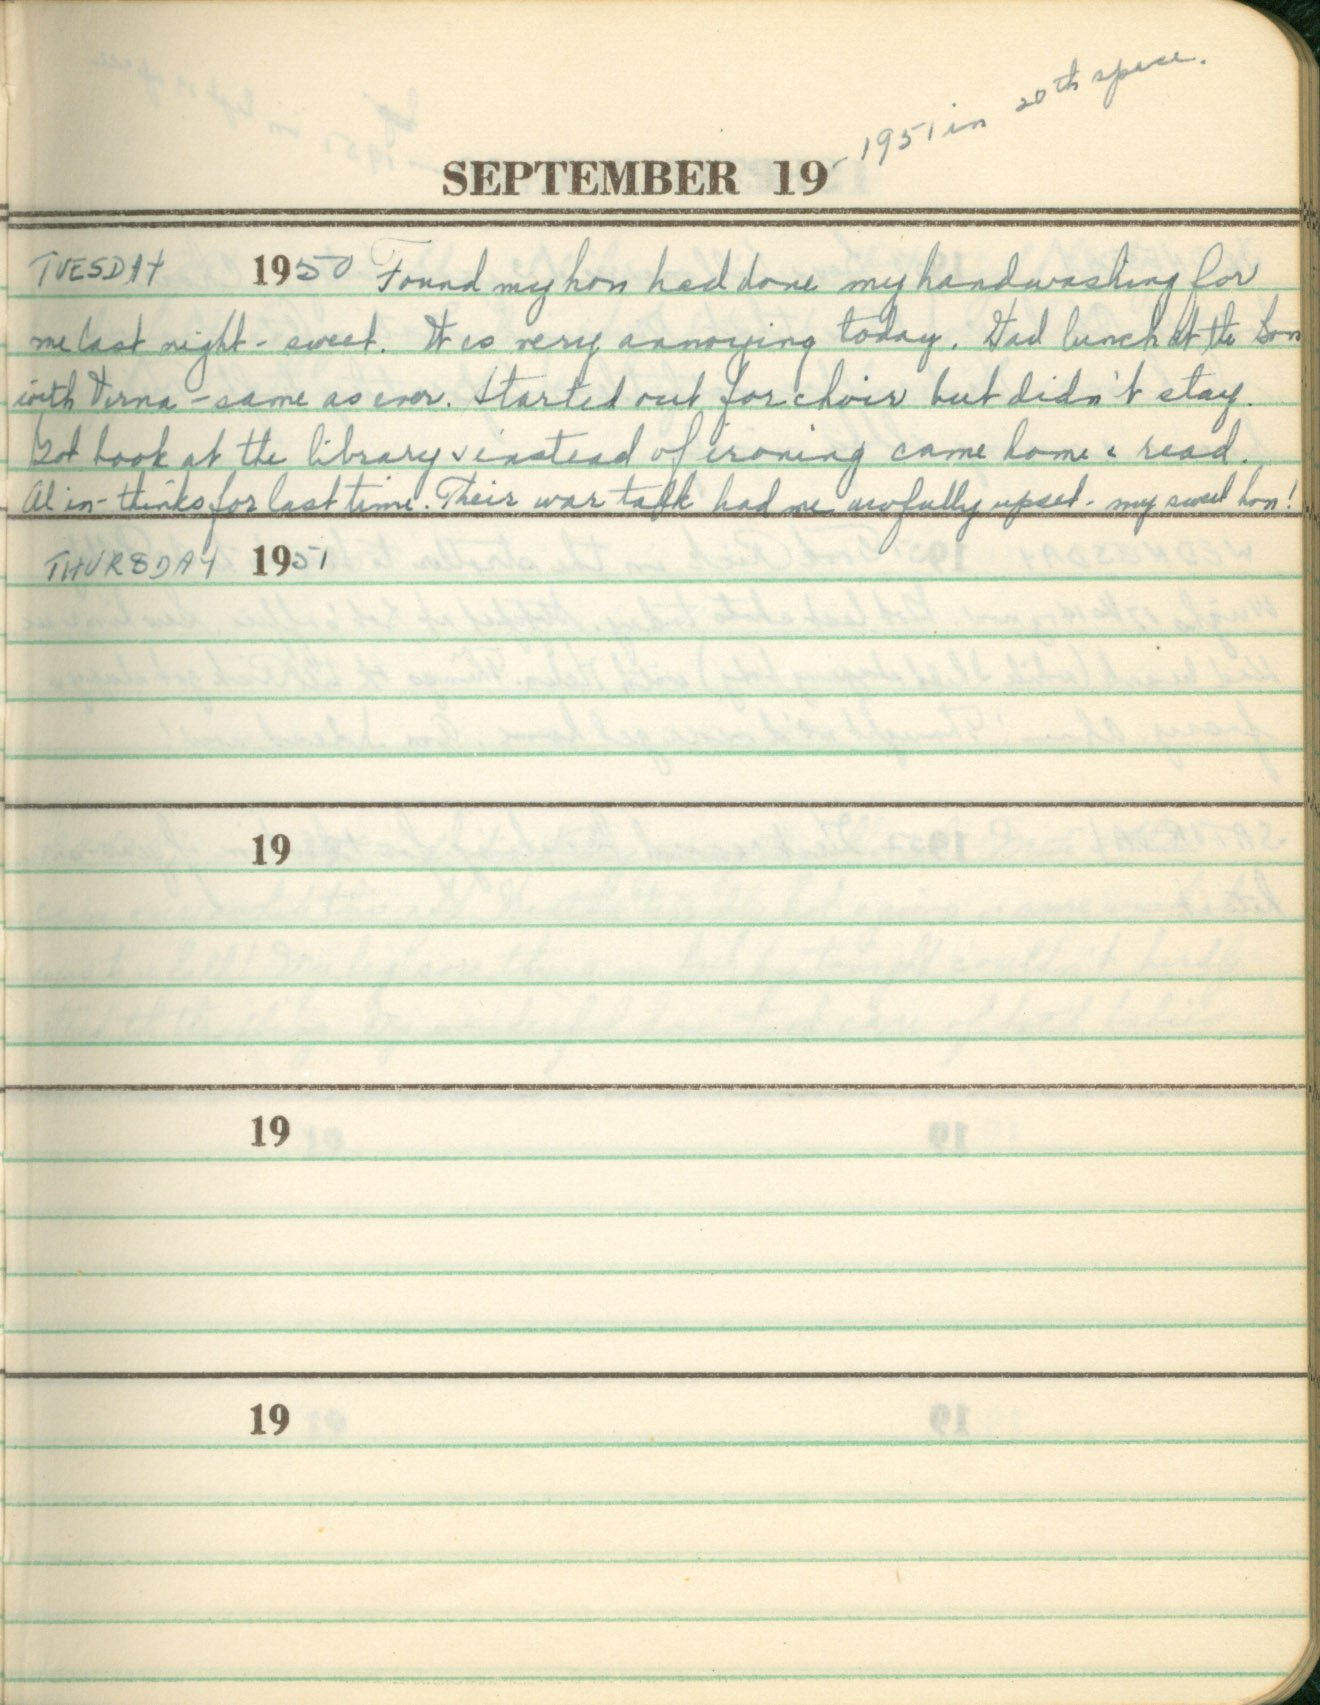 - 1951 in 20th space.
SEPTEMBER 19
TUESDAY 1950 Found my hon had done my handwashing for
me last night - sweet. It is very annoying today. Had lunch at the Bon
with Verna - same as ever. Started out for choir but didn't stay.
Got book at the library & instead of ironing came home & read.
Al in - thinks for last time. Their war talk had me awfully upset - my sweet hon!
THURSDAY 1951
19
19
19